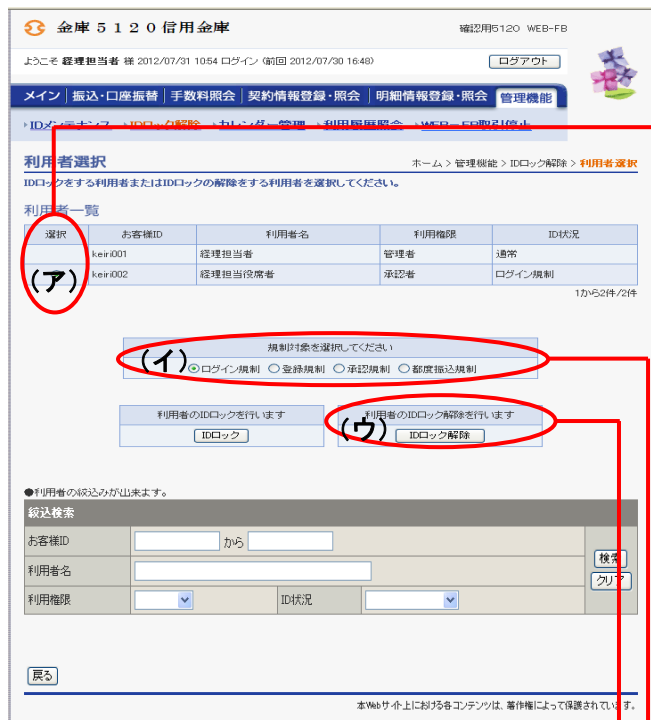 金庫5120信用金庫
確認用5120 WEB-FB
ようこそ 経理担当者 様 2012/07/31 10:54 ログイン (前回 2012/07/30 16:48)
ログアウト
メイン 振込・口座振替 手数料照会 契約情報登録・照会 明細情報登録・照会 管理機能
IDメンテナンス IDロック解除 カレンダー管理 利用履歴照会 WEB-FB取引停止
利用者選択
ホーム > 管理機能 > IDロック解除 > 利用者選択
IDロックをする利用者またはIDロックの解除をする利用者を選択してください。
利用者一覧
選択 お客様ID 利用者名 利用権限 ID状況
keiri001 経理担当者 管理者 通常
(ア) keiri002 経理担当役席者 承認者 ログイン規制
1から2件/2件
規制対象を選択してください
(イ) ログイン規制 登録規制 承認規制 都度振込規制
利用者のIDロックを行います 利用者のIDロック解除を行います
IDロック (ウ) IDロック解除
●利用者の絞込みが出来ます。
絞込検索
お客様ID から
検索
利用者名
クリア
利用権限 ID状況
戻る
本Webサイト上における各コンテンツは、著作権によって保護されています。